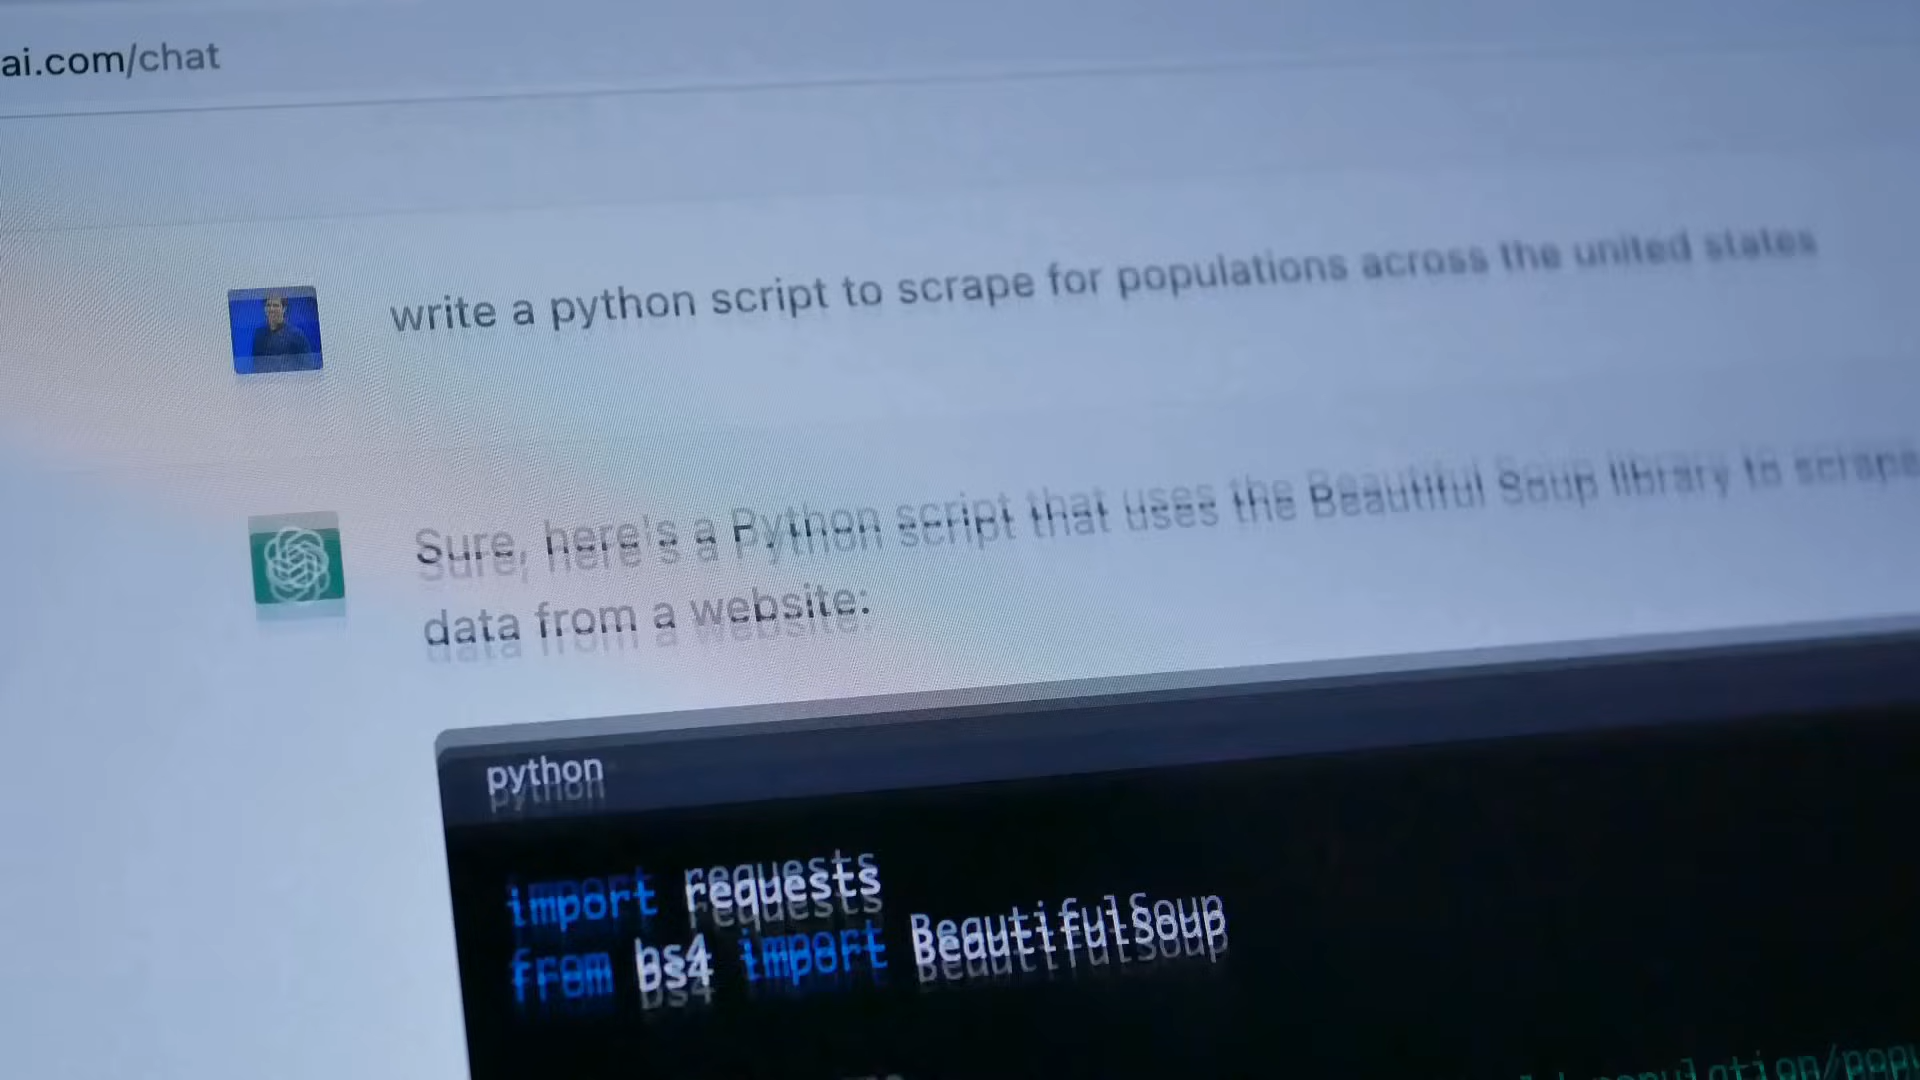 ai.com/chat
write a python script to scrape for populations across the united states
Sure, here's a Python script that uses the Beautiful Soup library to scrape
data from a website:
python
import requests
from bs4 import BeautifulSoup